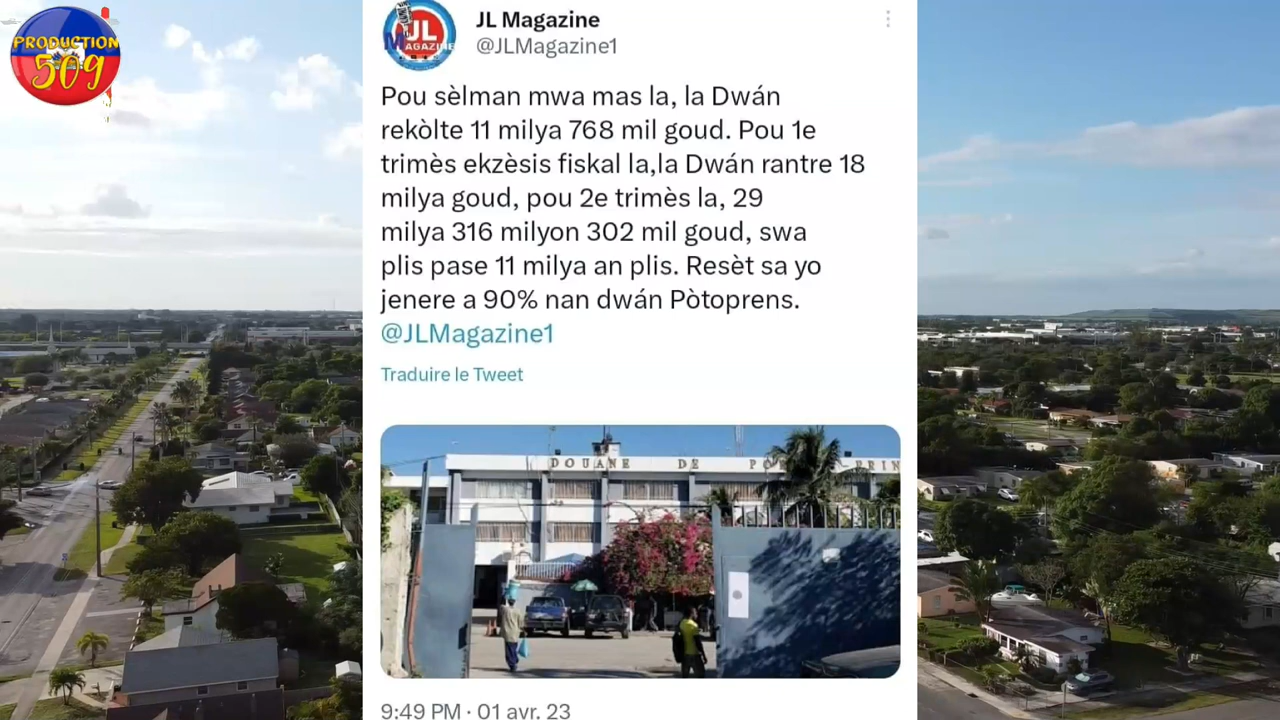 PRODUCTION
509
JL
MAGAZINE
JL Magazine
@JLMagazine1
Pou sèlman mwa mas la, la Dwán
rekòlte 11 milya 768 mil goud. Pou 1e
trimès ekzèsis fiskal la,la Dwán rantre 18
milya goud, pou 2e trimès la, 29
milya 316 milyon 302 mil goud, swa
plis pase 11 milya an plis. Resèt sa yo
jenere a 90% nan dwán Pòtoprens.
@JLMagazine1
Traduire le Tweet
DOUANE DE
9:49 PM · 01 avr. 23